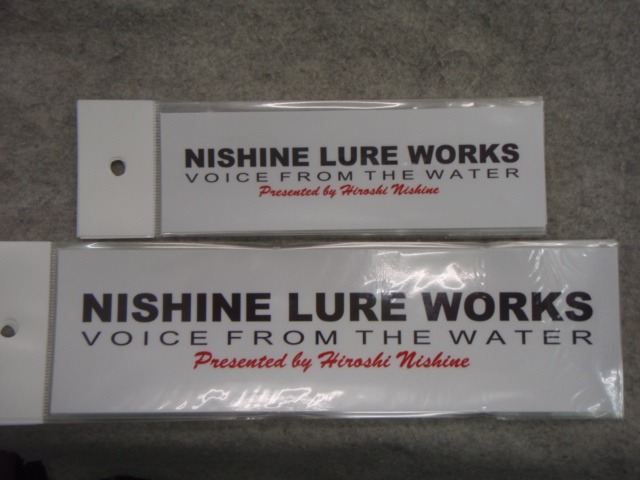 NISHINE LURE WORKS
VOICE FROM THE WATER
Presented by Hiroshi Nishine
NISHINE LURE WORKS
VOICE FROM THE WATER
Presented by Hiroshi Nishine